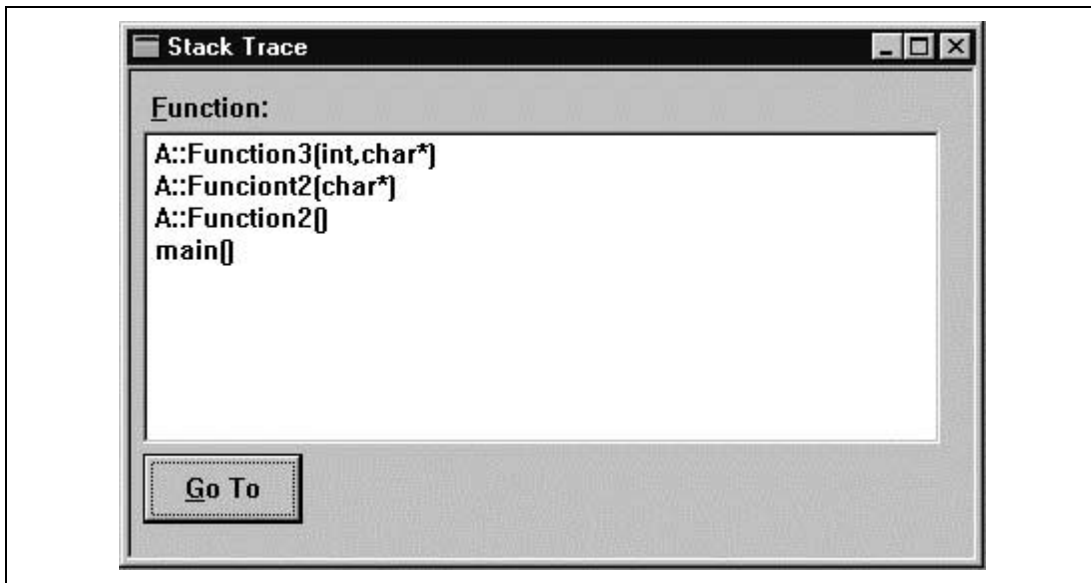 Stack Trace
Function:
A::Function3(int,char*)
A::Funciont2(char*)
A::Function2()
main()
Go To